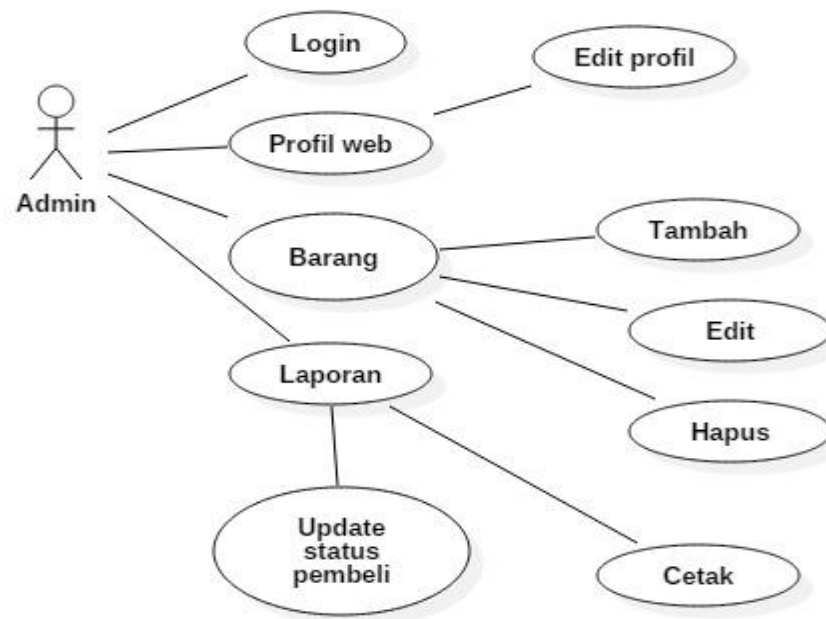 Login
Edit profil
Profil web
Admin
Barang
Tambah
Edit
Laporan
Hapus
Update
status
pembeli
Cetak